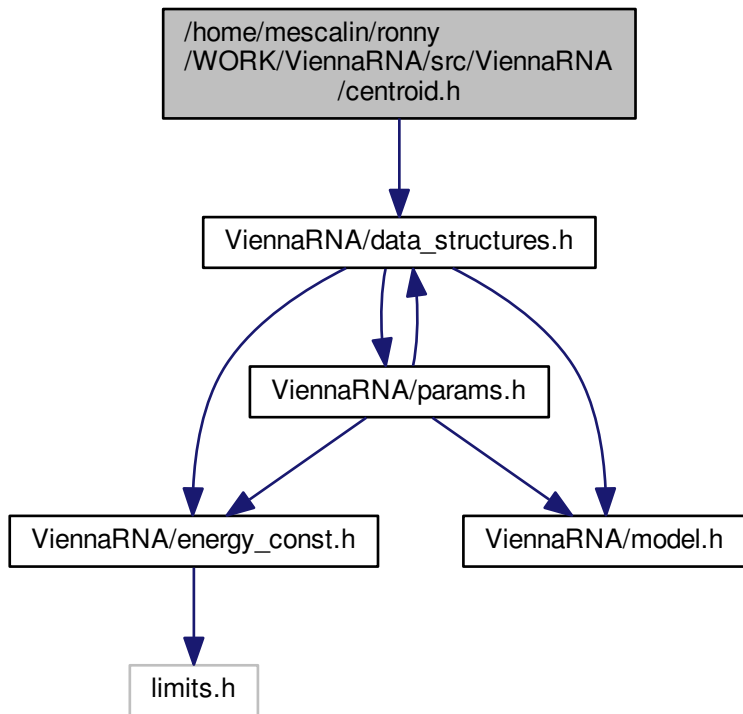 /home/mescalin/ronny
/WORK/ViennaRNA/src/ViennaRNA
/centroid.h
ViennaRNA/data_structures.h
ViennaRNA/params.h
ViennaRNA/energy_const.h
ViennaRNA/model.h
limits.h